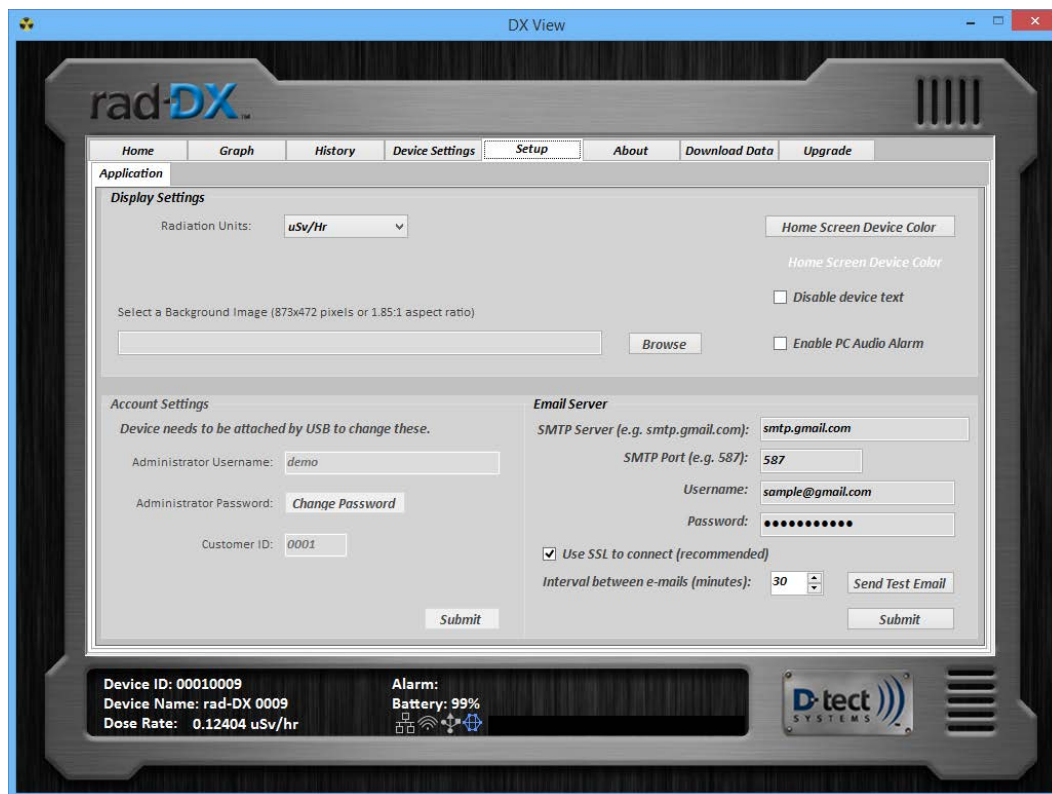 DX View
rad-DX™
Home Graph History Device Settings Setup About Download Data Upgrade
Application
Display Settings
Radiation Units: uSv/Hr Home Screen Device Color
Home Screen Device Color
Disable device text
Select a Background Image (873x472 pixels or 1.85:1 aspect ratio)
Browse Enable PC Audio Alarm
Account Settings
Device needs to be attached by USB to change these.
Administrator Username: demo
Administrator Password: Change Password
Customer ID: 0001
Submit
Email Server
SMTP Server (e.g. smtp.gmail.com): smtp.gmail.com
SMTP Port (e.g. 587): 587
Username: sample@gmail.com
Password: ●●●●●●●●●●●
Use SSL to connect (recommended)
Interval between e-mails (minutes): 30 Send Test Email
Submit
Device ID: 00010009
Device Name: rad-DX 0009
Dose Rate: 0.12404 uSv/hr
Alarm:
Battery: 99%
D-tect
SYSTEMS